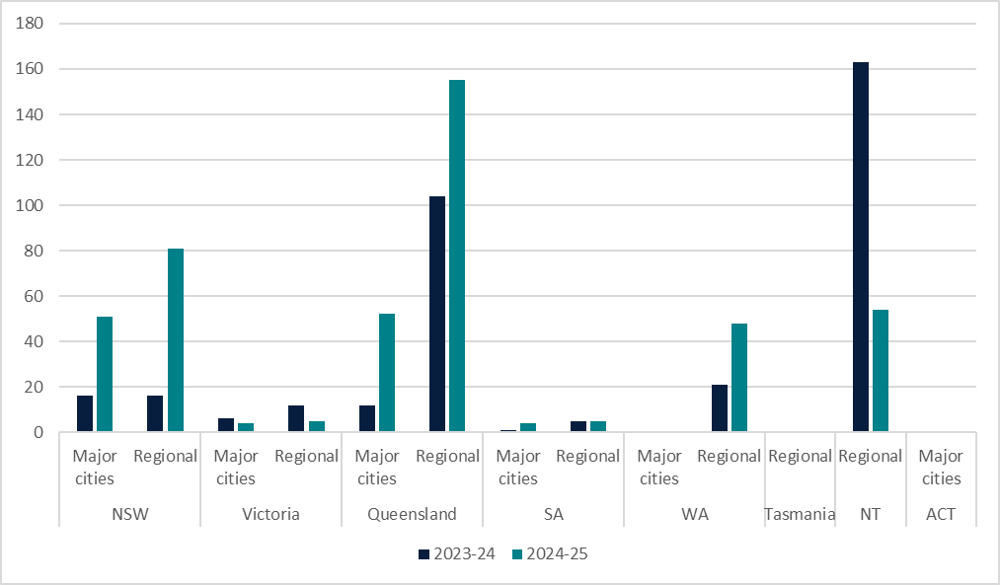 180
160
140
120
100
80
60
40
20
0
Major cities
Regional
Major cities
Regional
Major cities
Regional
Major cities
Regional
Major cities
Regional
Regional
Regional
Major cities
NSW
Victoria
Queensland
SA
WA
Tasmania
NT
ACT
2023-24
2024-25